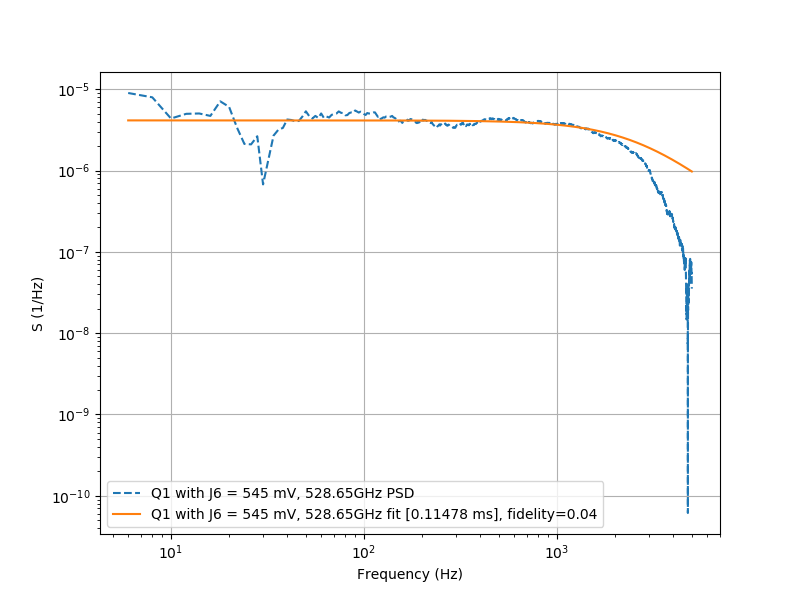 S (1/Hz)
10⁻⁵
10⁻⁶
10⁻⁷
10⁻⁸
10⁻⁹
10⁻¹⁰
Q1 with J6 = 545 mV, 528.65GHz PSD
Q1 with J6 = 545 mV, 528.65GHz fit [0.11478 ms], fidelity=0.04
10¹ 10² 10³
Frequency (Hz)